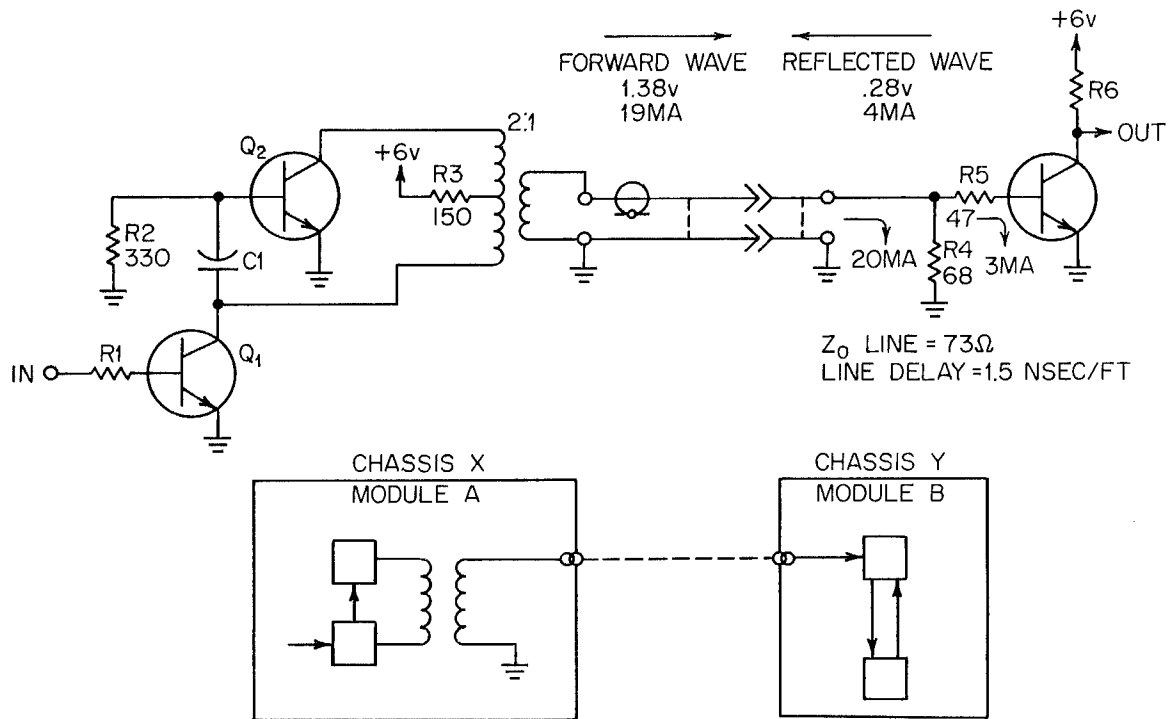 +6v
FORWARD WAVE
1.38v
19MA
REFLECTED WAVE
.28v
4MA
R6
OUT
2:1
Q2
+6v
R3
150
R5
47
R2
330
C1
20MA
R4
68
3MA
Q1
R1
IN
Z0 LINE = 73Ω
LINE DELAY = 1.5 NSEC/FT
CHASSIS X
MODULE A
CHASSIS Y
MODULE B